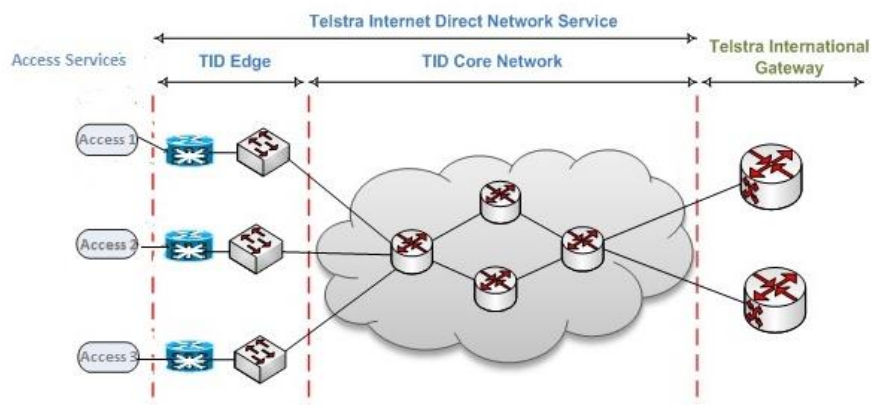 Telstra Internet Direct Network Service
Access Services
TID Edge
TID Core Network
Telstra International
Gateway
Access 1
Access 2
Access 3